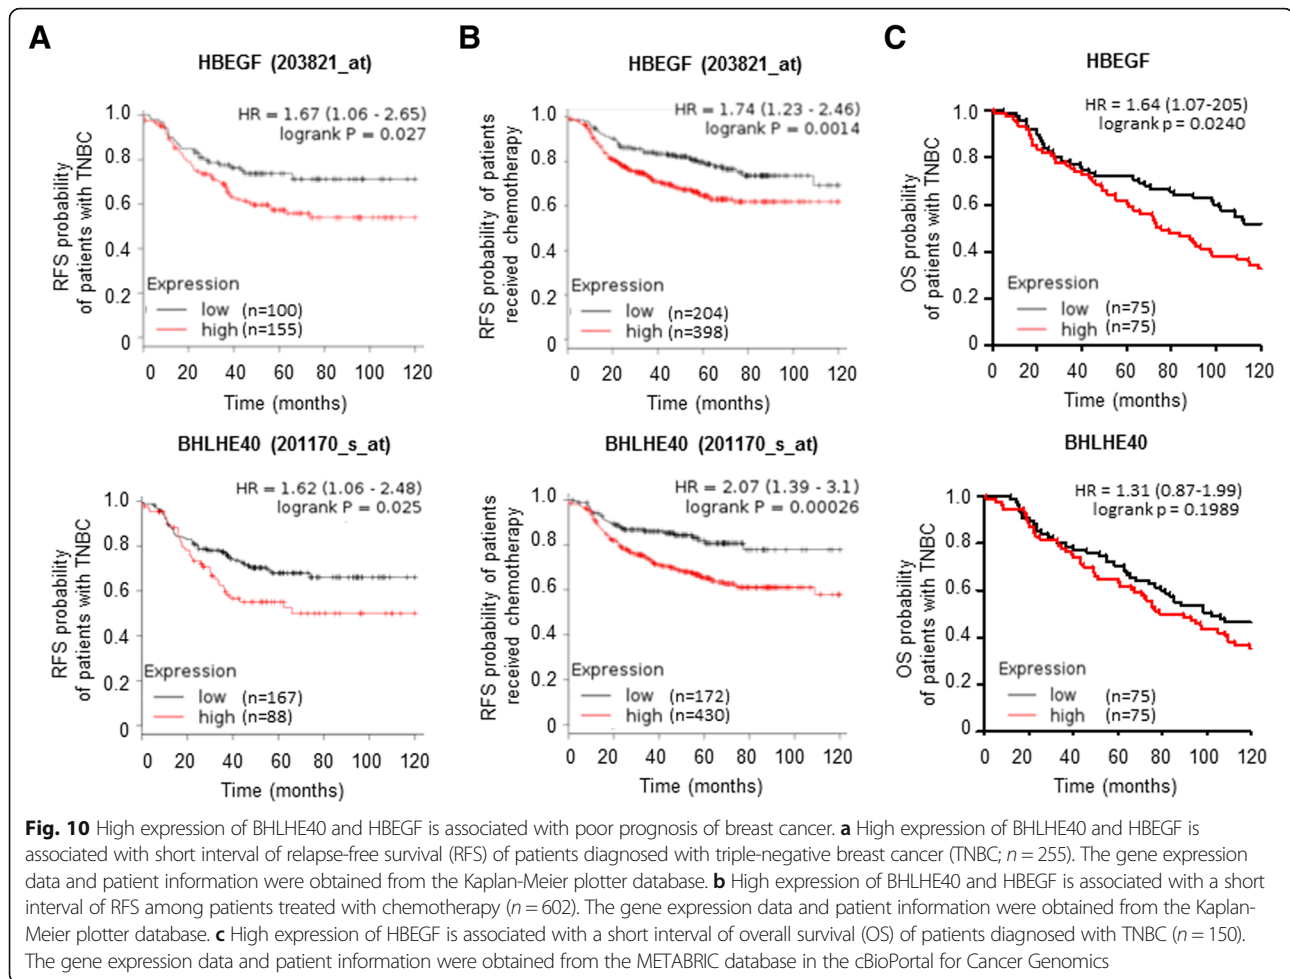 A
HBEGF (203821_at)
HR = 1.67 (1.06 - 2.65)
logrank P = 0.027
RFS probability
of patients with TNBC
1.0
0.8
0.6
0.4
0.2
0
Expression
low (n=100)
high (n=155)
0 20 40 60 80 100 120
Time (months)
BHLHE40 (201170_s_at)
HR = 1.62 (1.06 - 2.48)
logrank P = 0.025
RFS probability
of patients with TNBC
1.0
0.8
0.6
0.4
0.2
0
Expression
low (n=167)
high (n=88)
0 20 40 60 80 100 120
Time (months)
B
HBEGF (203821_at)
HR = 1.74 (1.23 - 2.46)
logrank P = 0.0014
RFS probability of patients
received chemotherapy
1.0
0.8
0.6
0.4
0.2
0
Expression
low (n=204)
high (n=398)
0 20 40 60 80 100 120
Time (months)
BHLHE40 (201170_s_at)
HR = 2.07 (1.39 - 3.1)
logrank P = 0.00026
RFS probability of patients
received chemotherapy
1.0
0.8
0.6
0.4
0.2
0
Expression
low (n=172)
high (n=430)
0 20 40 60 80 100 120
Time (months)
C
HBEGF
HR = 1.64 (1.07-205)
logrank p = 0.0240
OS probability
of patients with TNBC
1.0
0.8
0.6
0.4
0.2
0
Expression
low (n=75)
high (n=75)
0 20 40 60 80 100 120
Time (months)
BHLHE40
HR = 1.31 (0.87-1.99)
logrank p = 0.1989
OS probability
of patients with TNBC
1.0
0.8
0.6
0.4
0.2
0
Expression
low (n=75)
high (n=75)
0 20 40 60 80 100 120
Time (months)
Fig. 10 High expression of BHLHE40 and HBEGF is associated with poor prognosis of breast cancer. a High expression of BHLHE40 and HBEGF is
associated with short interval of relapse-free survival (RFS) of patients diagnosed with triple-negative breast cancer (TNBC; n = 255). The gene expression
data and patient information were obtained from the Kaplan-Meier plotter database. b High expression of BHLHE40 and HBEGF is associated with a short
interval of RFS among patients treated with chemotherapy (n = 602). The gene expression data and patient information were obtained from the Kaplan-
Meier plotter database. c High expression of HBEGF is associated with a short interval of overall survival (OS) of patients diagnosed with TNBC (n = 150).
The gene expression data and patient information were obtained from the METABRIC database in the cBioPortal for Cancer Genomics